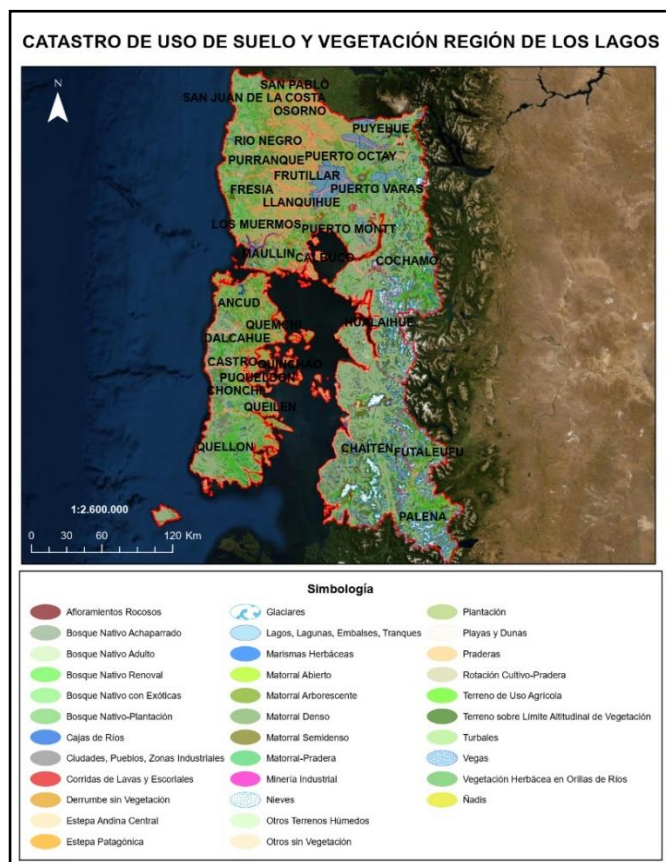 CATASTRO DE USO DE SUELO Y VEGETACIÓN REGIÓN DE LOS LAGOS
N
SAN PABLO
SAN JUAN DE LA COSTA
OSORNO
PUYEHUE
RIO NEGRO
PURRANQUE
PUERTO OCTAY
FRUTILLAR
FRESIA
PUERTO VARAS
LLANQUIHUE
LOS MUERMOS
PUERTO MONTT
MAULLIN
CALBUCO
COCHAMO
ANCUD
QUEMCHI
HUALAIHUE
DALCAHUE
CASTRO
QUINCHAO
PUQUELDON
CHONCHI
QUEILEN
QUELLON
CHAITEN
FUTALEUFU
PALENA
1:2.600.000
0 30 60 120 Km
Simbología
Afloramientos Rocosos
Bosque Nativo Achaparrado
Bosque Nativo Adulto
Bosque Nativo Renoval
Bosque Nativo con Exóticas
Bosque Nativo-Plantación
Cajas de Ríos
Ciudades, Pueblos, Zonas Industriales
Corridas de Lavas y Escoriales
Derrumbe sin Vegetación
Estepa Andina Central
Estepa Patagónica
Glaciares
Lagos, Lagunas, Embalses, Tranques
Marismas Herbáceas
Matorral Abierto
Matorral Arborescente
Matorral Denso
Matorral Semidenso
Matorral-Pradera
Minería Industrial
Nieves
Otros Terrenos Húmedos
Otros sin Vegetación
Plantación
Playas y Dunas
Praderas
Rotación Cultivo-Pradera
Terreno de Uso Agrícola
Terreno sobre Límite Altitudinal de Vegetación
Turbales
Vegas
Vegetación Herbácea en Orillas de Ríos
Ñadis